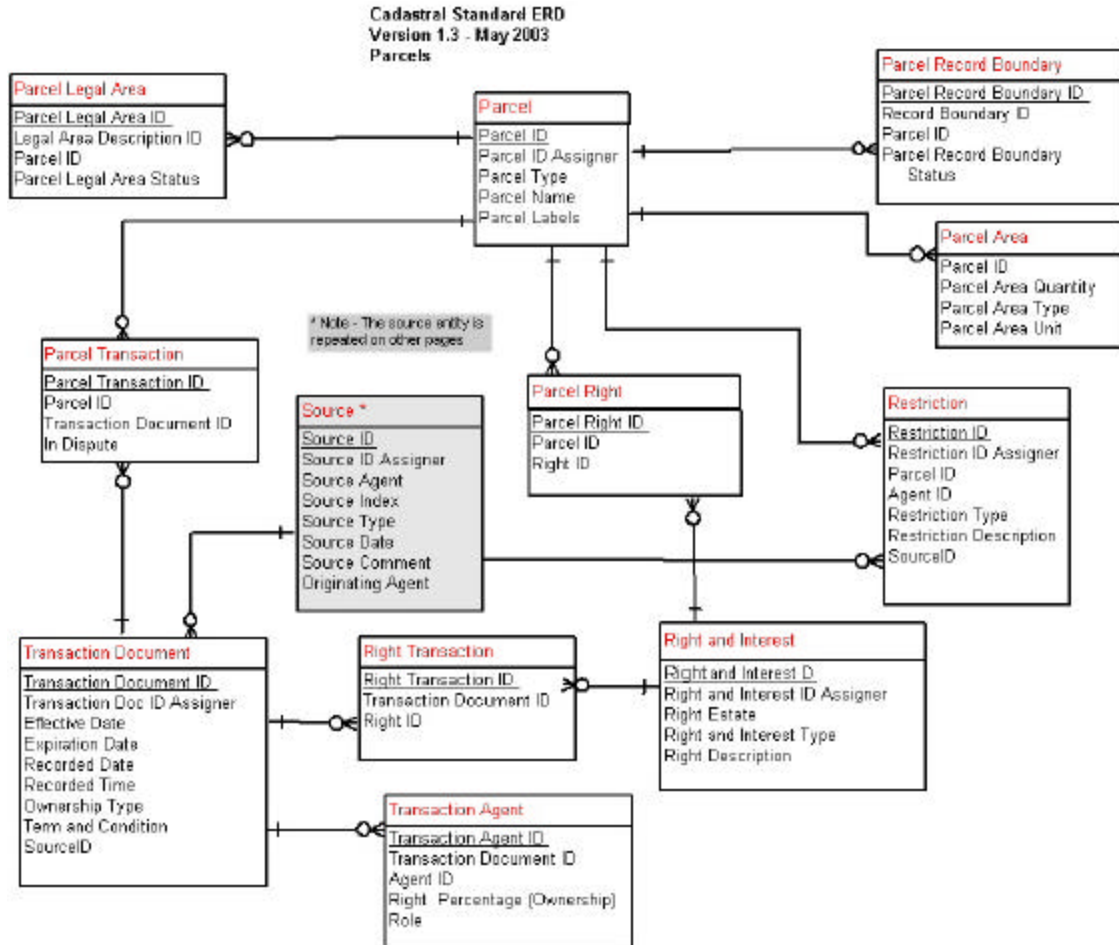 Cadastral Standard ERD
Version 1.3 - May 2003
Parcels
Parcel Legal Area
Parcel Legal Area ID
Legal Area Description ID
Parcel ID
Parcel Legal Area Status
Parcel
Parcel ID
Parcel ID Assigner
Parcel Type
Parcel Name
Parcel Labels
Parcel Record Boundary
Parcel Record Boundary ID
Record Boundary ID
Parcel ID
Parcel Record Boundary
Status
Parcel Area
Parcel ID
Parcel Area Quantity
Parcel Area Type
Parcel Area Unit
* Note - The source entity is
repeated on other pages
Parcel Transaction
Parcel Transaction ID
Parcel ID
Transaction Document ID
In Dispute
Source *
Source ID
Source ID Assigner
Source Agent
Source Index
Source Type
Source Date
Source Comment
Originating Agent
Parcel Right
Parcel Right ID
Parcel ID
Right ID
Restriction
Restriction ID
Restriction ID Assigner
Parcel ID
Agent ID
Restriction Type
Restriction Description
SourceID
Transaction Document
Transaction Document ID
Transaction Doc ID Assigner
Effective Date
Expiration Date
Recorded Date
Recorded Time
Ownership Type
Term and Condition
SourceID
Right Transaction
Right Transaction ID
Transaction Document ID
Right ID
Right and Interest
Right and Interest D
Right and Interest ID Assigner
Right Estate
Right and Interest Type
Right Description
Transaction Agent
Transaction Agent ID
Transaction Document ID
Agent ID
Right Percentage (Ownership)
Role